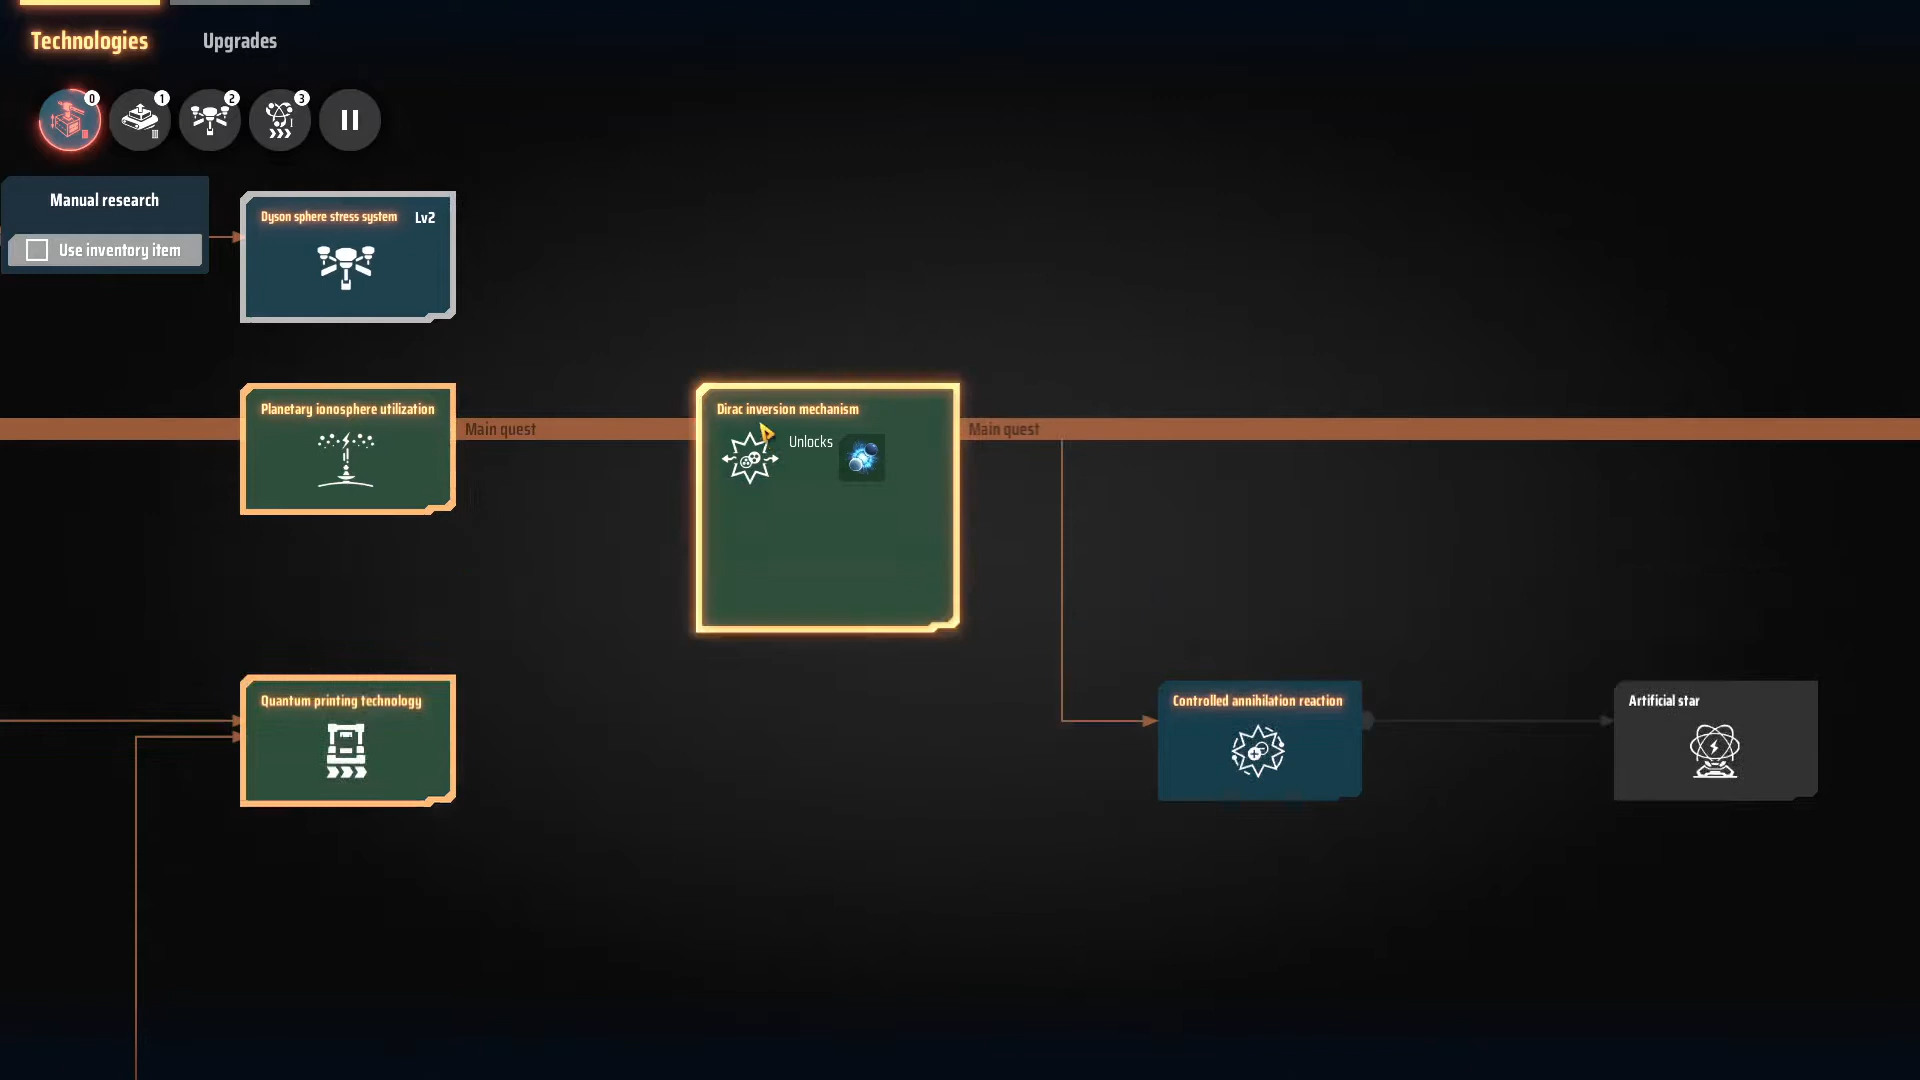 Technologies
Upgrades
0
1
2
3
Manual research
Use inventory item
Dyson sphere stress system
Lv2
Planetary ionosphere utilization
Main quest
Dirac inversion mechanism
Unlocks
Main quest
Quantum printing technology
Controlled annihilation reaction
Artificial star